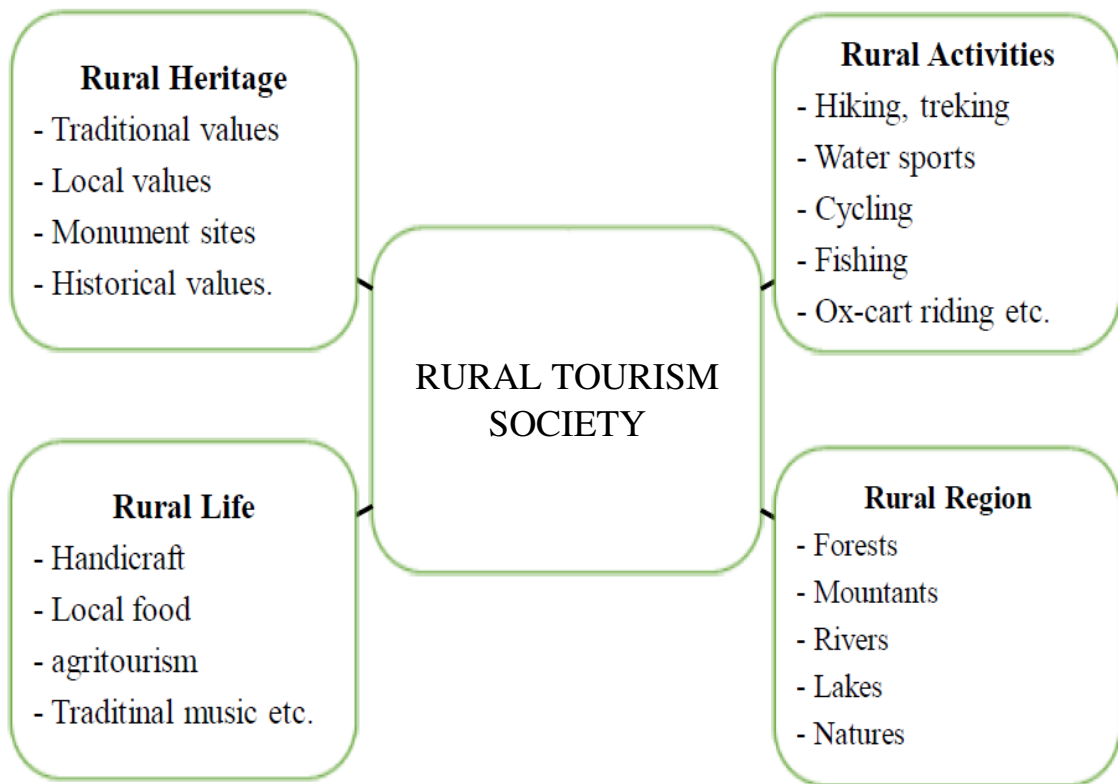 Rural Heritage
- Traditional values
- Local values
- Monument sites
- Historical values.
Rural Activities
- Hiking, treking
- Water sports
- Cycling
- Fishing
- Ox-cart riding etc.
RURAL TOURISM
SOCIETY
Rural Life
- Handicraft
- Local food
- agritourism
- Traditinal music etc.
Rural Region
- Forests
- Mountants
- Rivers
- Lakes
- Natures